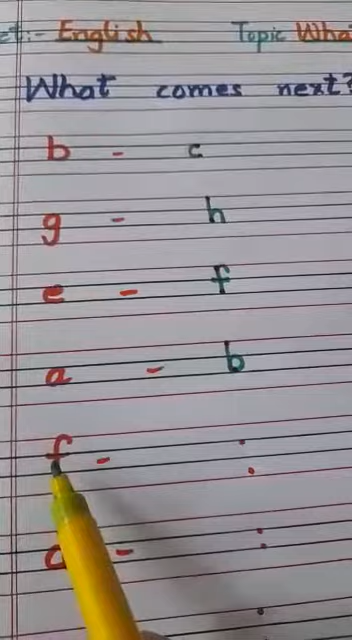 English Topic
What comes next?
b - c
g - h
e - f
a - b
f -
-